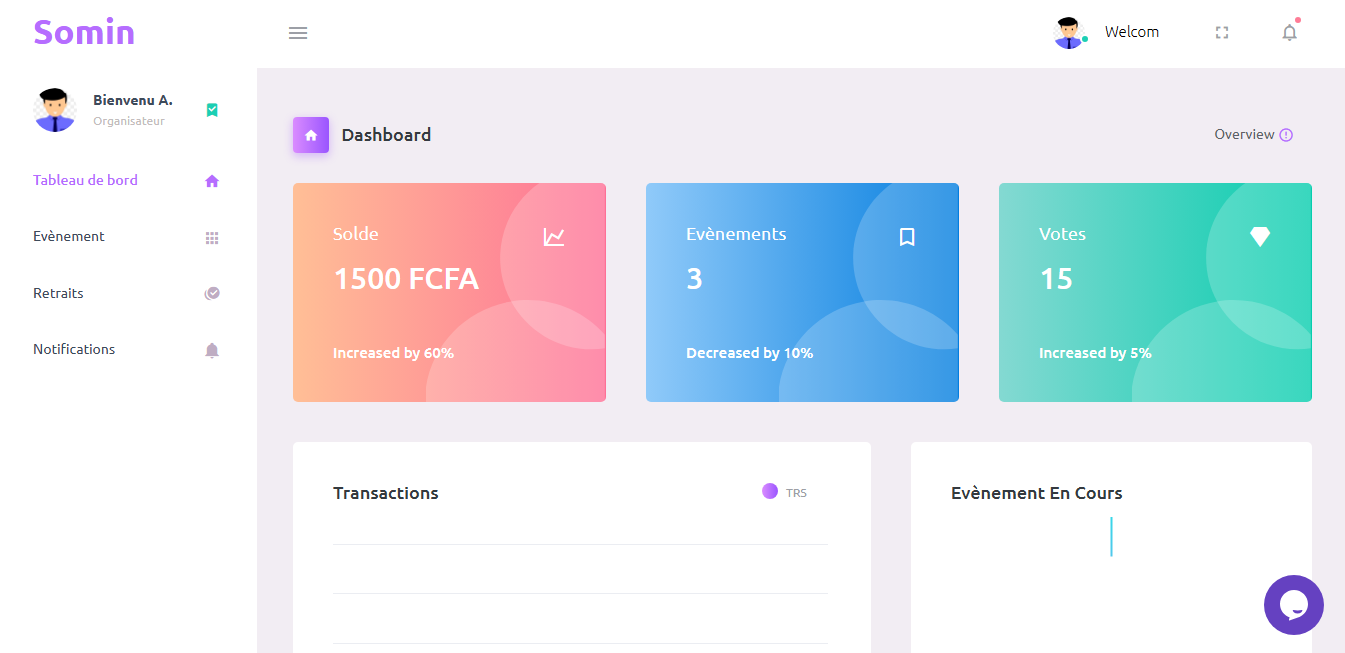 Somin
Welcom
Bienvenu A.
Organisateur
Tableau de bord
Evènement
Retraits
Notifications
Dashboard
Overview
Solde
1500 FCFA
Increased by 60%
Evènements
3
Decreased by 10%
Votes
15
Increased by 5%
Transactions
TRS
Evènement En Cours